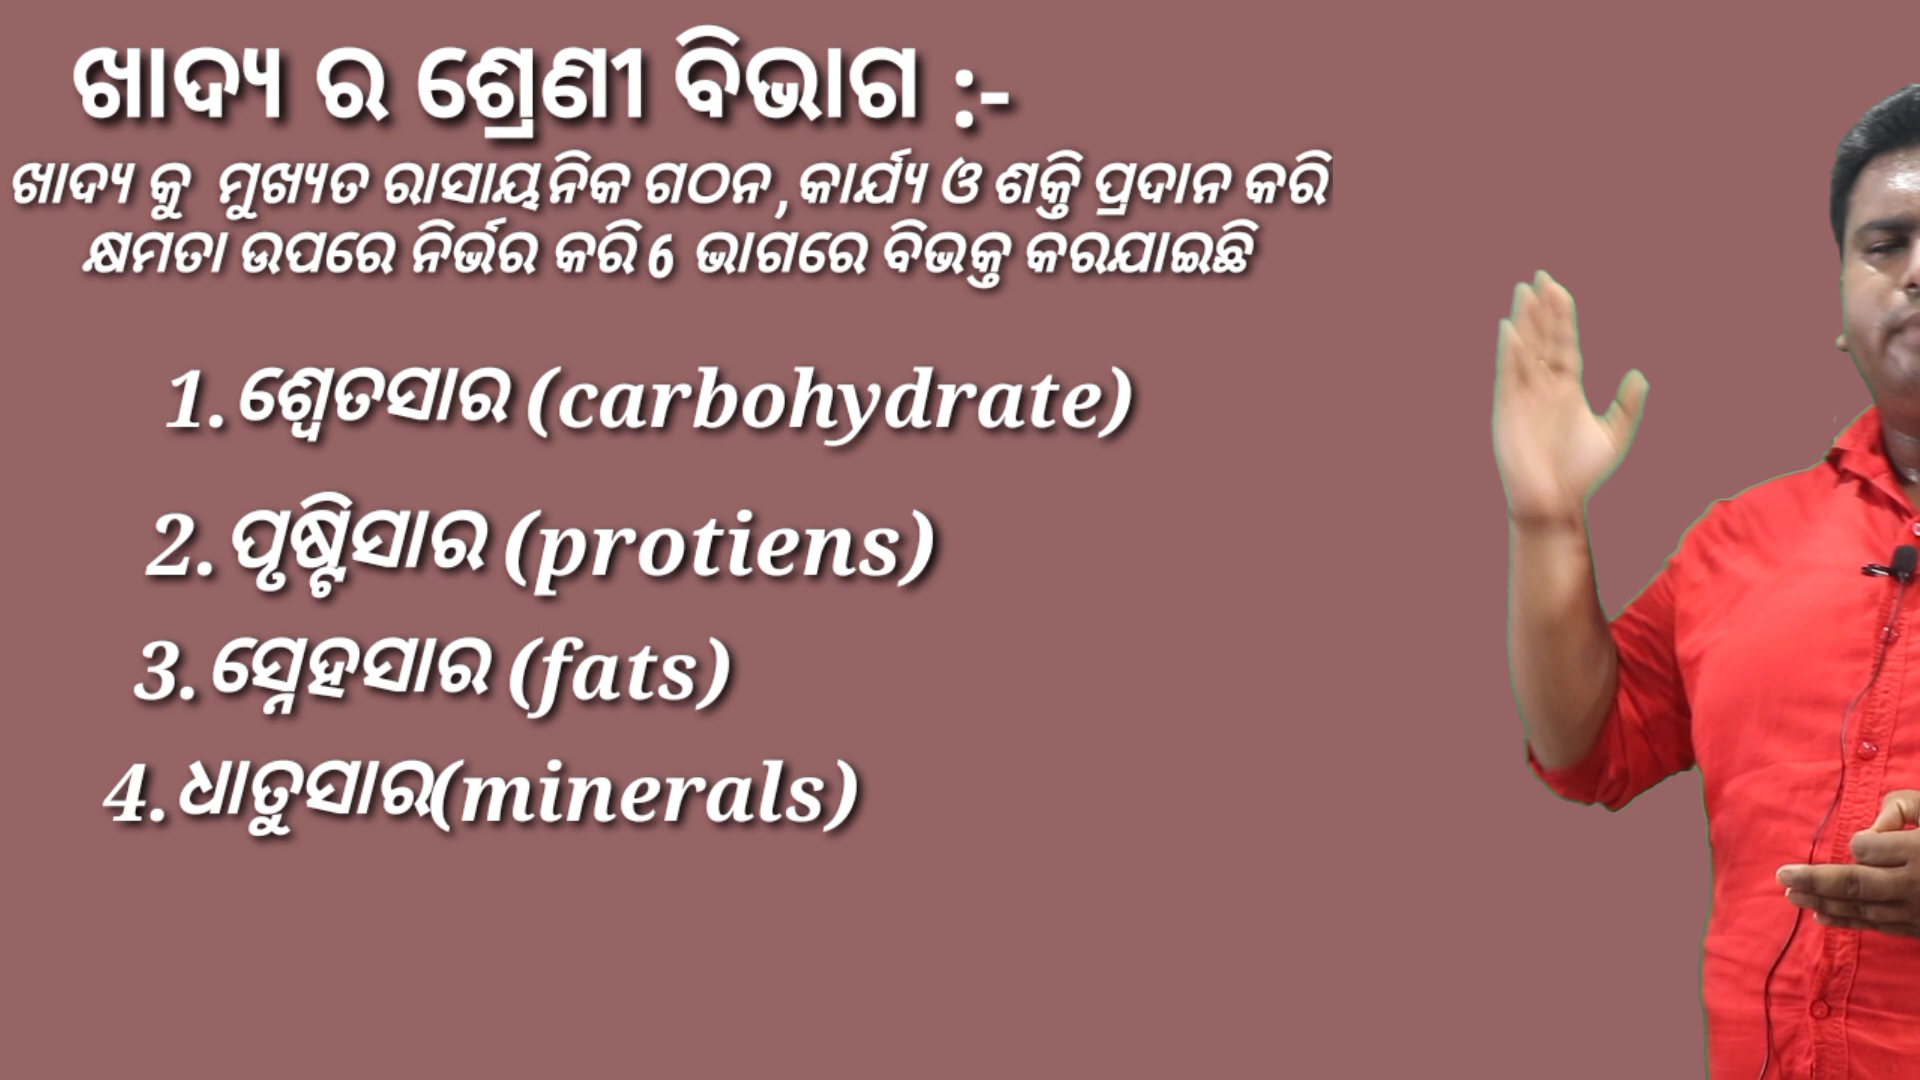 ଖାଦ୍ୟ ର ଶ୍ରେଣୀ ବିଭାଗ :-
ଖାଦ୍ୟ କୁ ମୁଖ୍ୟତ ରାସାୟନିକ ଗଠନ ,କାର୍ଯ୍ୟ ଓ ଶକ୍ତି ପ୍ରଦାନ କରି
କ୍ଷମତା ଉପରେ ନିର୍ଭର କରି 6 ଭାଗରେ ବିଭକ୍ତ କରଯାଇଛି
1. ଶ୍ଵେତସାର (carbohydrate)
2. ପୃଷ୍ଟିସାର (protiens)
3. ସ୍ନେହସାର (fats)
4. ଧାତୁସାର(minerals)